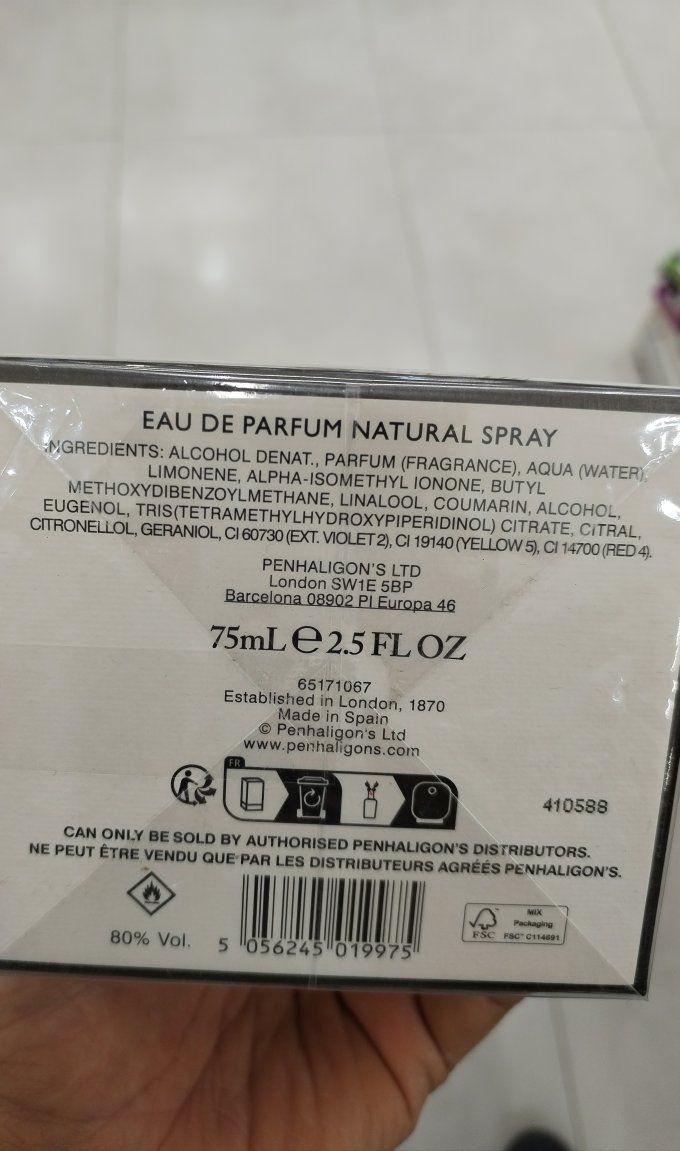 EAU DE PARFUM NATURAL SPRAY
INGREDIENTS: ALCOHOL DENAT., PARFUM (FRAGRANCE), AQUA (WATER),
LIMONENE, ALPHA-ISOMETHYL IONONE, BUTYL
METHOXYDIBENZOYLMETHANE, LINALOOL, COUMARIN, ALCOHOL,
EUGENOL, TRIS(TETRAMETHYLHYDROXYPIPERIDINOL) CITRATE, CITRAL,
CITRONELLOL, GERANIOL, CI 60730 (EXT. VIOLET 2), CI 19140 (YELLOW 5), CI 14700 (RED 4).
PENHALIGON'S LTD
London SW1E 5BP
Barcelona 08902 Pl Europa 46
75mL e 2.5 FL OZ
65171067
Established in London, 1870
Made in Spain
© Penhaligon's Ltd
www.penhaligons.com
FR
410588
CAN ONLY BE SOLD BY AUTHORISED PENHALIGON'S DISTRIBUTORS.
NE PEUT ÊTRE VENDU QUE PAR LES DISTRIBUTEURS AGRÉÉS PENHALIGON'S.
80% Vol.
5 056245 019975
FSC
MIX
Packaging
FSC™ C114691